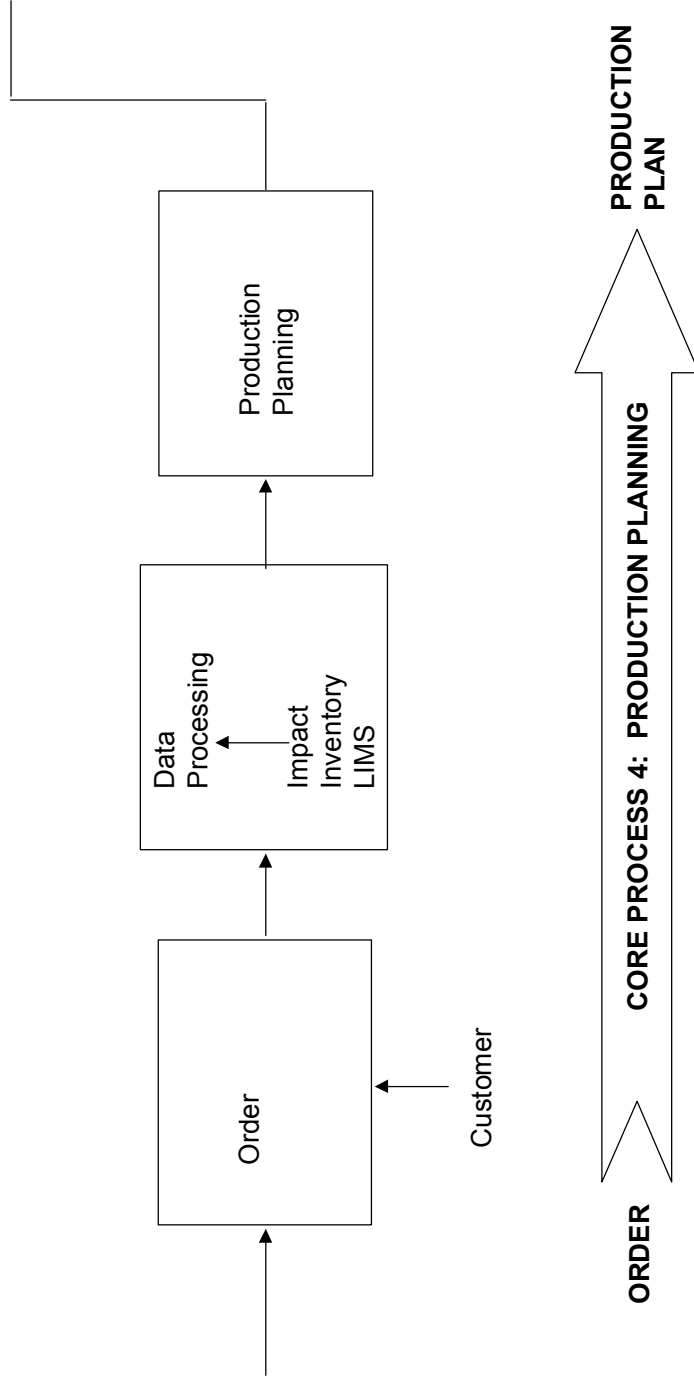 Order
Customer
Data
Processing
Impact
Inventory
LIMS
Production
Planning
ORDER
CORE PROCESS 4:  PRODUCTION PLANNING
PRODUCTION
PLAN